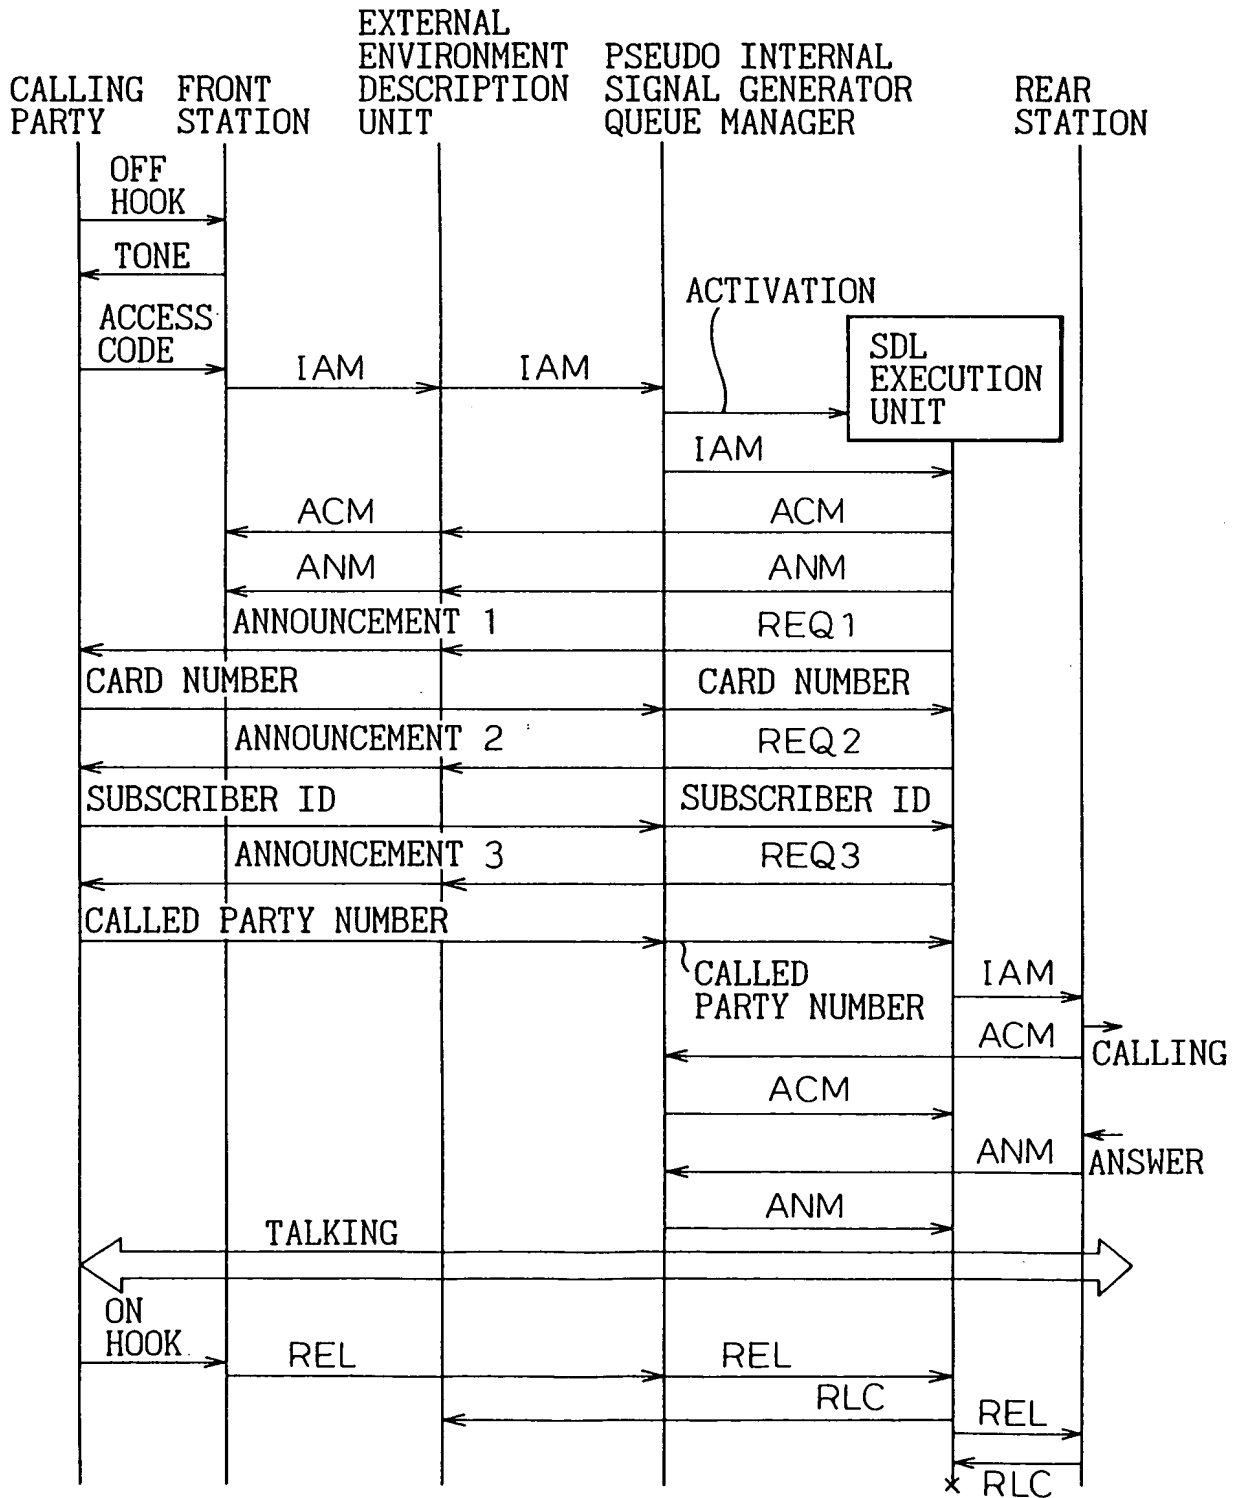 CALLING
PARTY
FRONT
STATION
EXTERNAL
ENVIRONMENT
DESCRIPTION
UNIT
PSEUDO INTERNAL
SIGNAL GENERATOR
QUEUE MANAGER
REAR
STATION
OFF
HOOK
TONE
ACCESS
CODE
ACTIVATION
SDL
EXECUTION
UNIT
IAM
IAM
IAM
ACM
ACM
ANM
ANM
ANNOUNCEMENT 1
REQ1
CARD NUMBER
CARD NUMBER
ANNOUNCEMENT 2
REQ2
SUBSCRIBER ID
SUBSCRIBER ID
ANNOUNCEMENT 3
REQ3
CALLED PARTY NUMBER
CALLED
PARTY NUMBER
IAM
ACM
CALLING
ACM
ANM
ANSWER
ANM
TALKING
ON
HOOK
REL
REL
RLC
REL
RLC